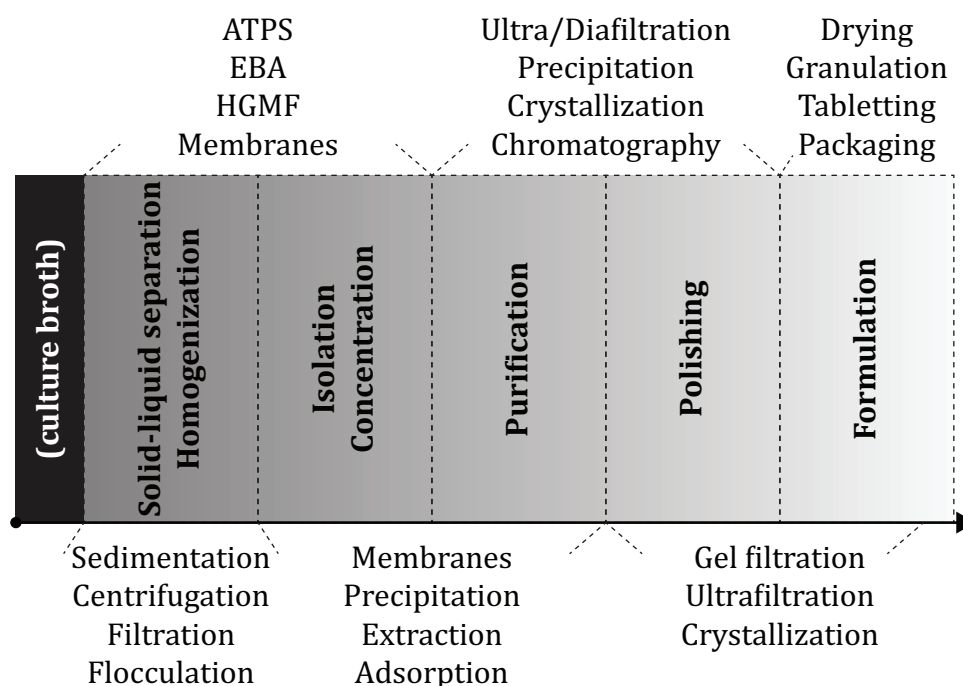 ATPS
EBA
HGMF
Membranes
Ultra/Diafiltration
Precipitation
Crystallization
Chromatography
Drying
Granulation
Tabletting
Packaging
(culture broth)
Solid-liquid separation
Homogenization
Isolation
Concentration
Purification
Polishing
Formulation
Sedimentation
Centrifugation
Filtration
Flocculation
Membranes
Precipitation
Extraction
Adsorption
Gel filtration
Ultrafiltration
Crystallization